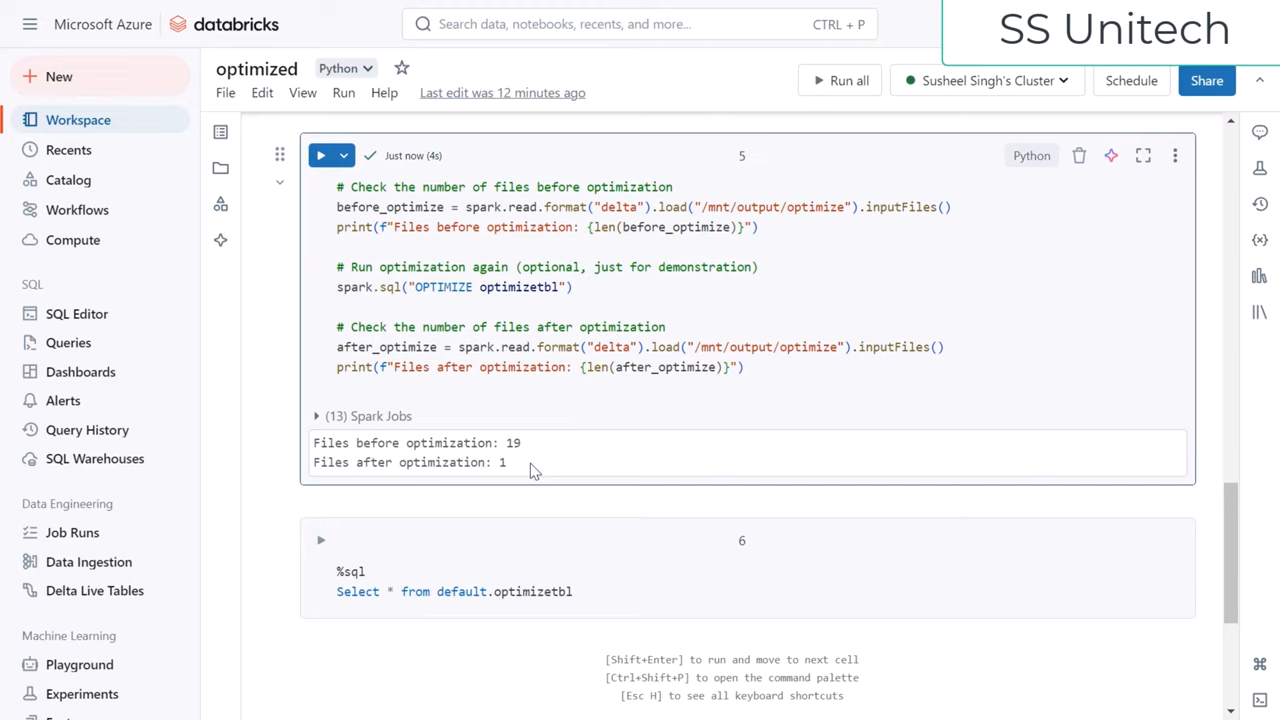 Microsoft Azure
databricks
Search data, notebooks, recents, and more...
CTRL + P
SS Unitech
New
Workspace
Recents
Catalog
Workflows
Compute
SQL
SQL Editor
Queries
Dashboards
Alerts
Query History
SQL Warehouses
Data Engineering
Job Runs
Data Ingestion
Delta Live Tables
Machine Learning
Playground
Experiments
optimized
Python
File
Edit
View
Run
Help
Last edit was 12 minutes ago
Run all
Susheel Singh's Cluster
Schedule
Share
Just now (4s)
5
Python
# Check the number of files before optimization
before_optimize = spark.read.format("delta").load("/mnt/output/optimize").inputFiles()
print(f"Files before optimization: {len(before_optimize)}")
# Run optimization again (optional, just for demonstration)
spark.sql("OPTIMIZE optimizetbl")
# Check the number of files after optimization
after_optimize = spark.read.format("delta").load("/mnt/output/optimize").inputFiles()
print(f"Files after optimization: {len(after_optimize)}")
(13) Spark Jobs
Files before optimization: 19
Files after optimization: 1
6
%sql
Select * from default.optimizetbl
[Shift+Enter] to run and move to next cell
[Ctrl+Shift+P] to open the command palette
[Esc H] to see all keyboard shortcuts